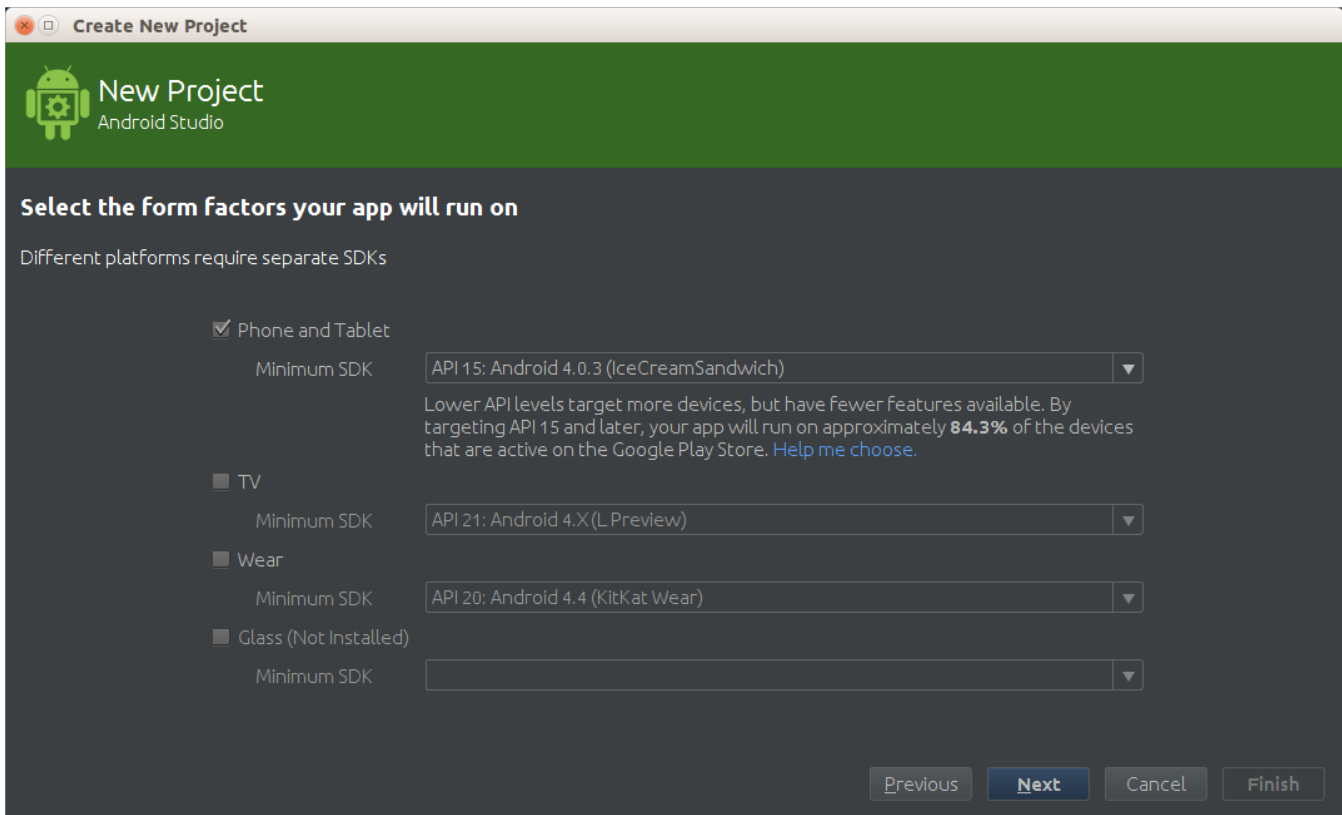 Create New Project
New Project
Android Studio
Select the form factors your app will run on
Different platforms require separate SDKs
Phone and Tablet
Minimum SDK API 15: Android 4.0.3 (IceCreamSandwich)
Lower API levels target more devices, but have fewer features available. By
targeting API 15 and later, your app will run on approximately 84.3% of the devices
that are active on the Google Play Store. Help me choose.
TV
Minimum SDK API 21: Android 4.X (L Preview)
Wear
Minimum SDK API 20: Android 4.4 (KitKat Wear)
Glass (Not Installed)
Minimum SDK
Previous Next Cancel Finish